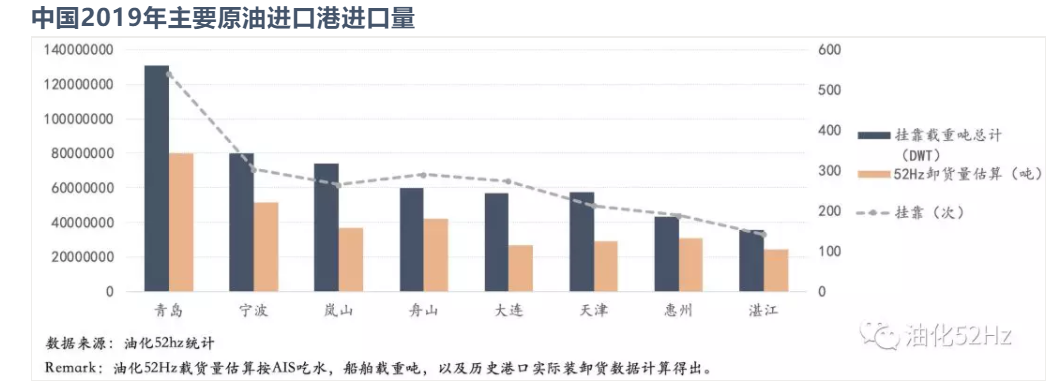 中国2019年主要原油进口港进口量
140000000
120000000
100000000
80000000
60000000
40000000
20000000
0
600
500
400
300
200
100
0
挂靠载重吨总计
（DWT）
52Hz卸货量估算（吨）
挂靠（次）
青岛 宁波 岚山 舟山 大连 天津 惠州 湛江
数据来源：油化52hz统计
Remark：油化52Hz载货量估算按AIS吃水，船舶载重吨，以及历史港口实际装卸货数据计算得出。
油化52Hz